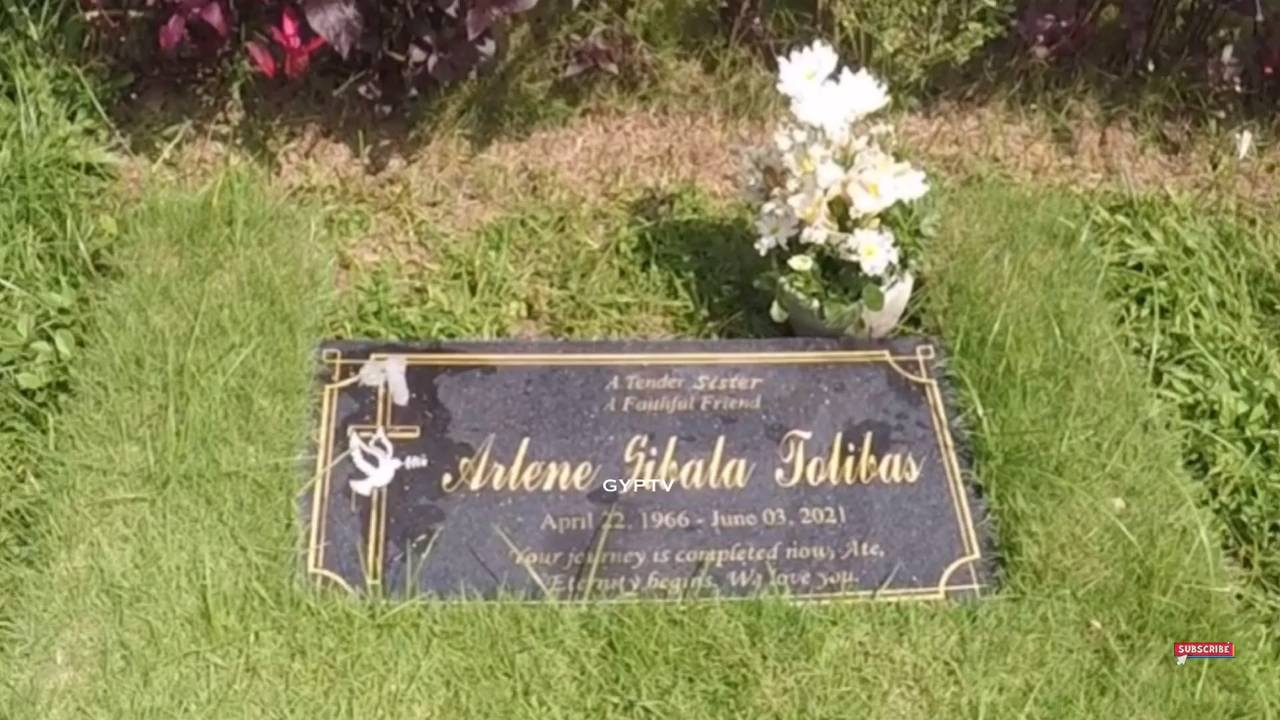 A Tender Sister
A Faithful Friend
Arlene Gibala Tolibas
GYPTV
April 22, 1966 - June 03, 2021
Your journey is completed now, Ate,
Eternity begins. We love you.
SUBSCRIBE